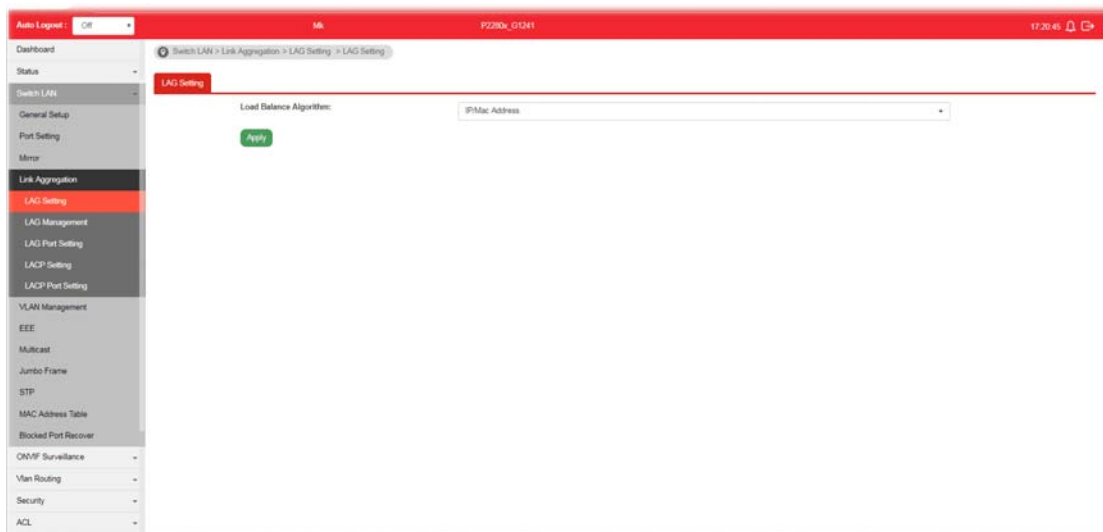 Auto Logout : Off Mk P2280x_G1241 17:20:45
Dashboard
Status
Switch LAN
General Setup
Port Setting
Mirror
Link Aggregation
LAG Setting
LAG Management
LAG Port Setting
LACP Setting
LACP Port Setting
VLAN Management
EEE
Multicast
Jumbo Frame
STP
MAC Address Table
Blocked Port Recover
ONVIF Surveillance
Vlan Routing
Security
ACL
Switch LAN > Link Aggregation > LAG Setting > LAG Setting
LAG Setting
Load Balance Algorithm: IP/Mac Address
Apply